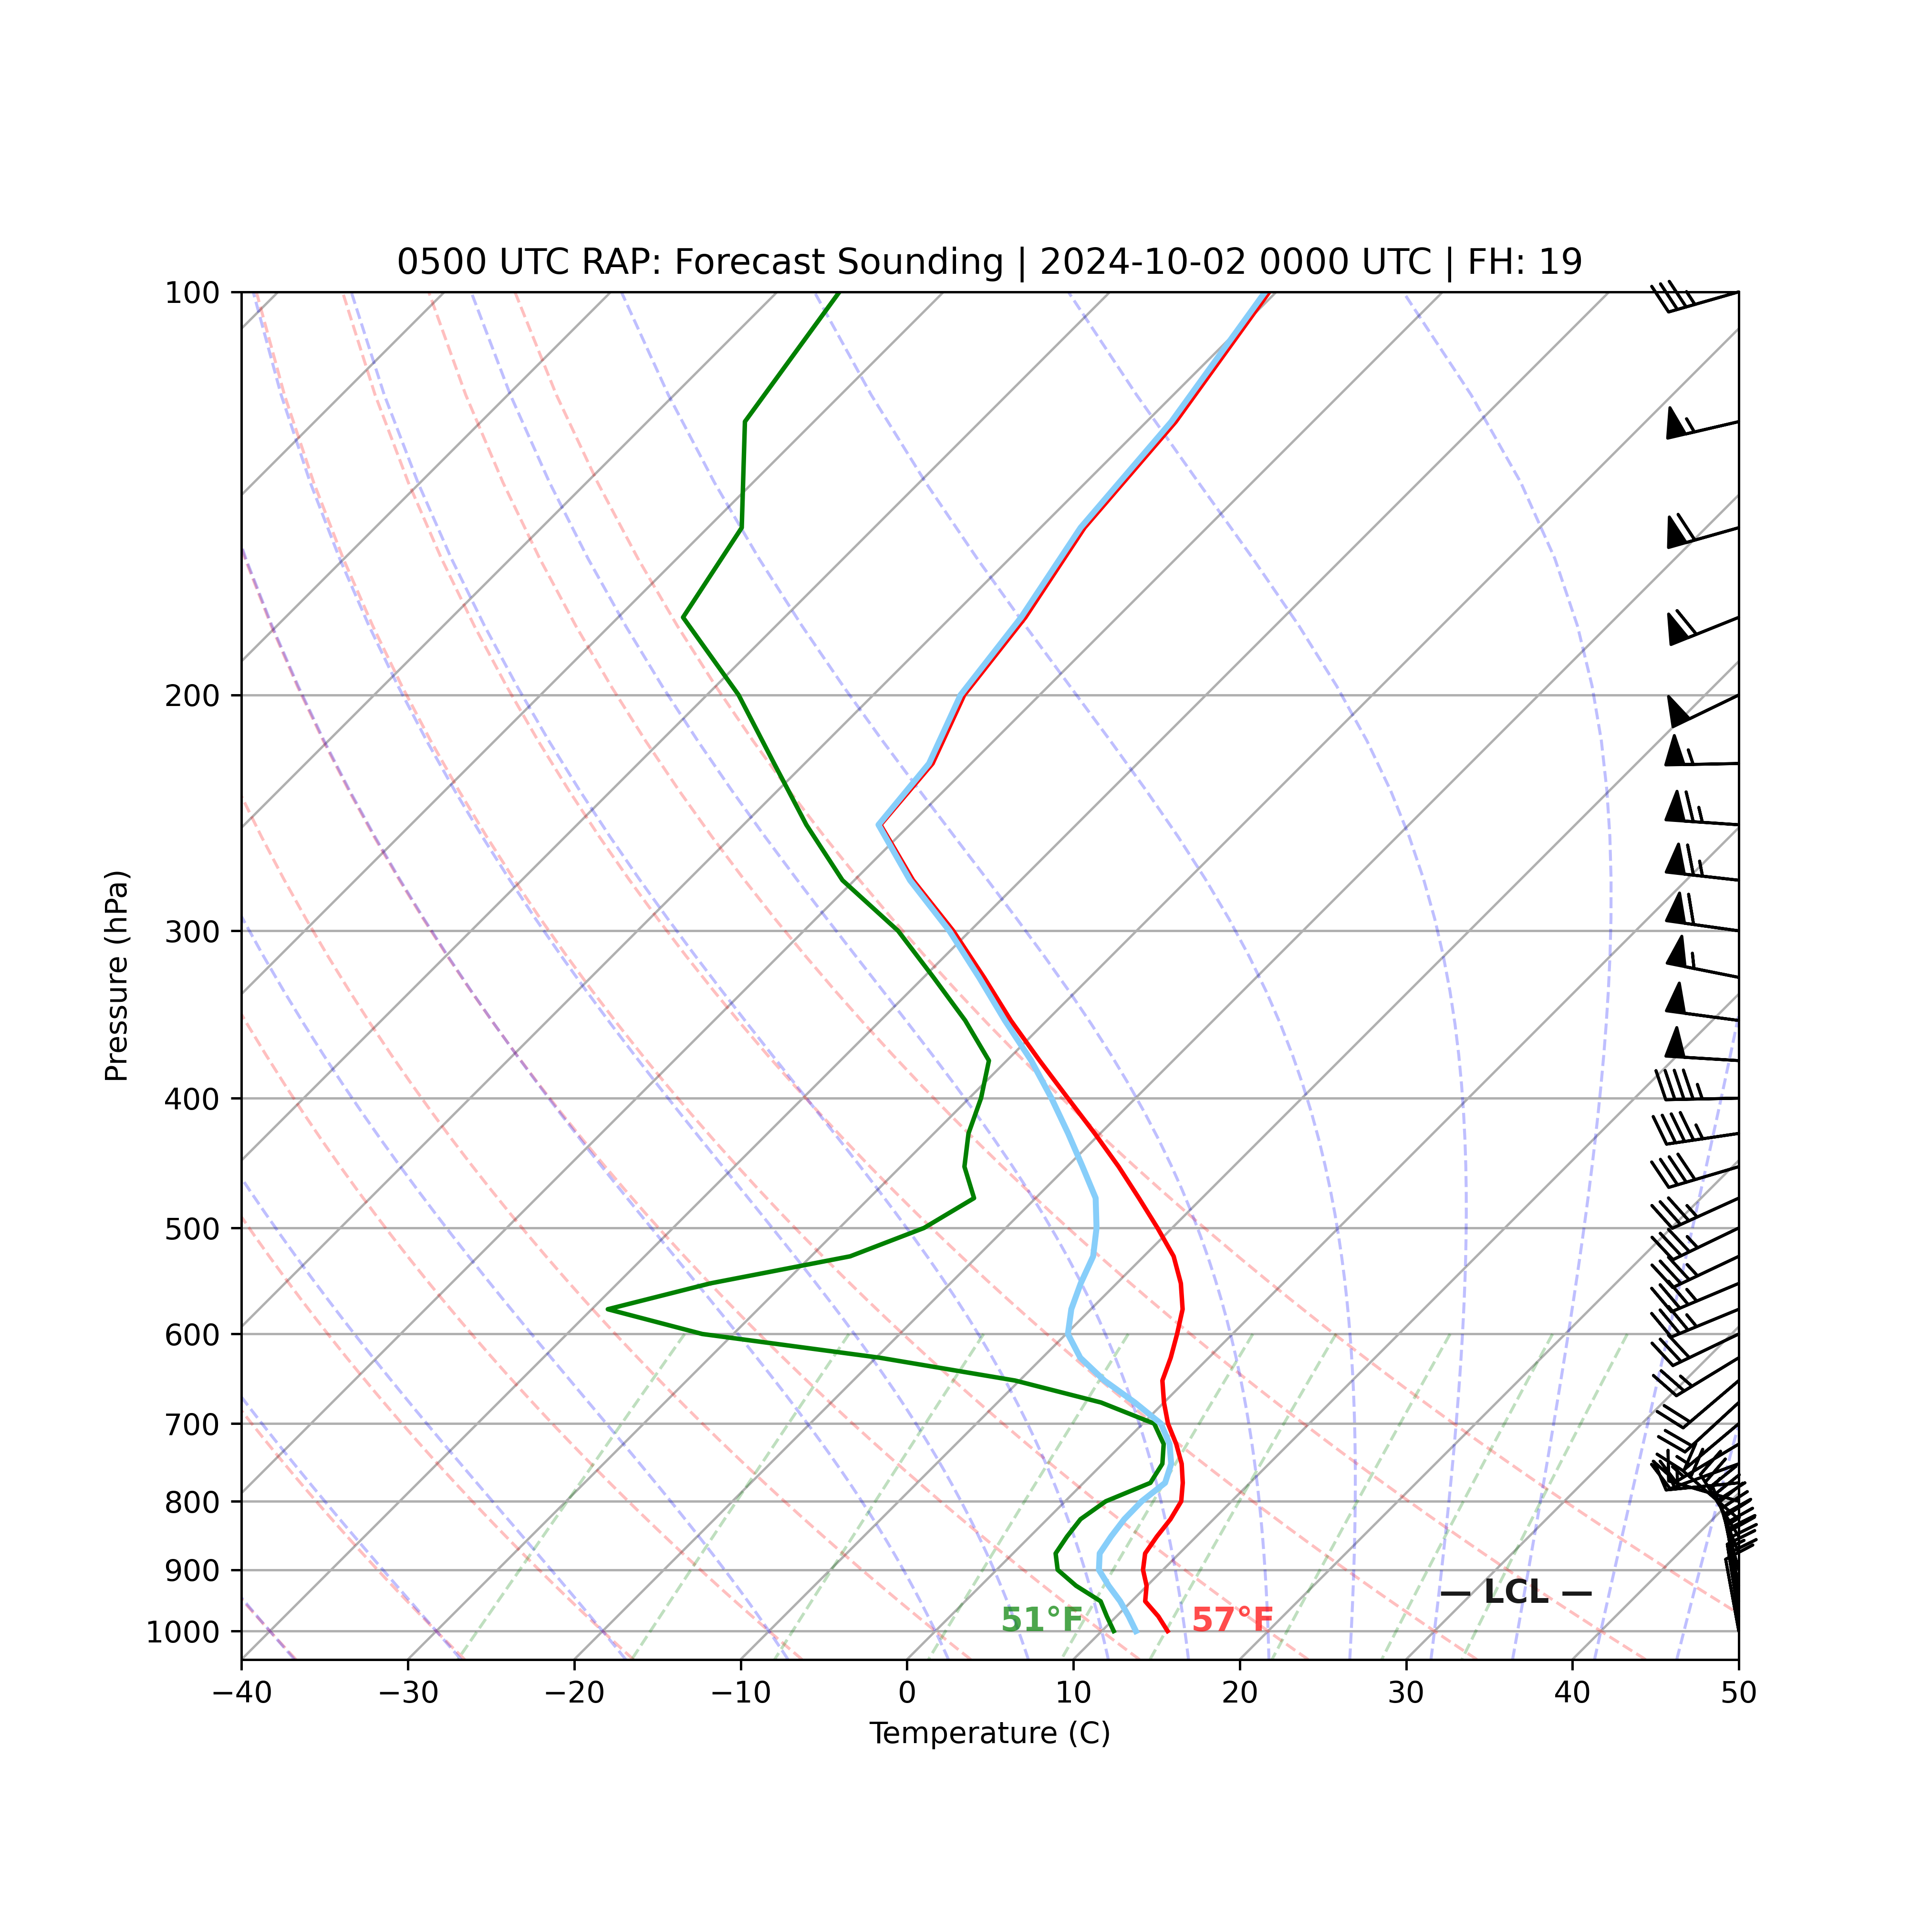 0500 UTC RAP: Forecast Sounding | 2024-10-02 0000 UTC | FH: 19
100
200
300
400
500
600
700
800
900
1000
Pressure (hPa)
— LCL —
51°F 57°F
−40 −30 −20 −10 0 10 20 30 40 50
Temperature (C)